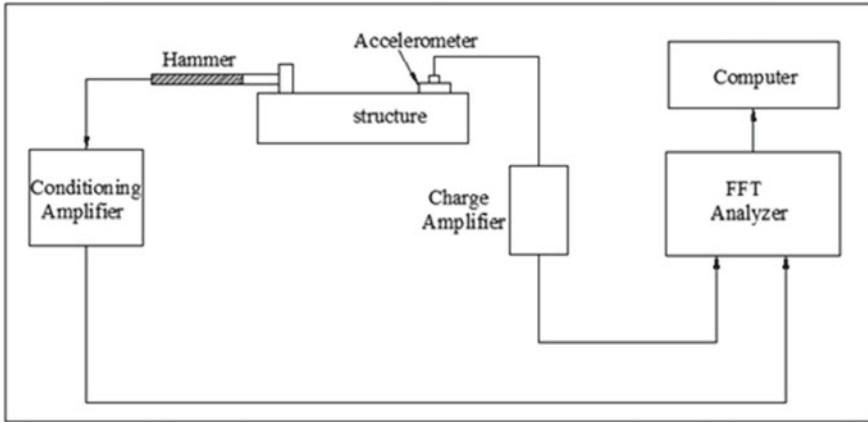 Hammer
Accelerometer
structure
Computer
Conditioning
Amplifier
Charge
Amplifier
FFT
Analyzer